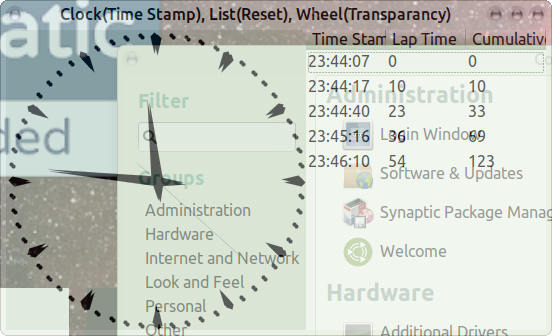 Clock(Time Stamp), List(Reset), Wheel(Transparancy)
atic
ded
Time Stam Lap Time Cumulative
23:44:07 0 0
23:44:17 10 10
23:44:40 23 33
23:45:16 36 69
23:46:10 54 123
Filter
Groups
Administration
Hardware
Internet and Network
Look and Feel
Personal
Other
Administration
Login Window
Software & Updates
Synaptic Package Manag
Welcome
Hardware
Additional Drivers